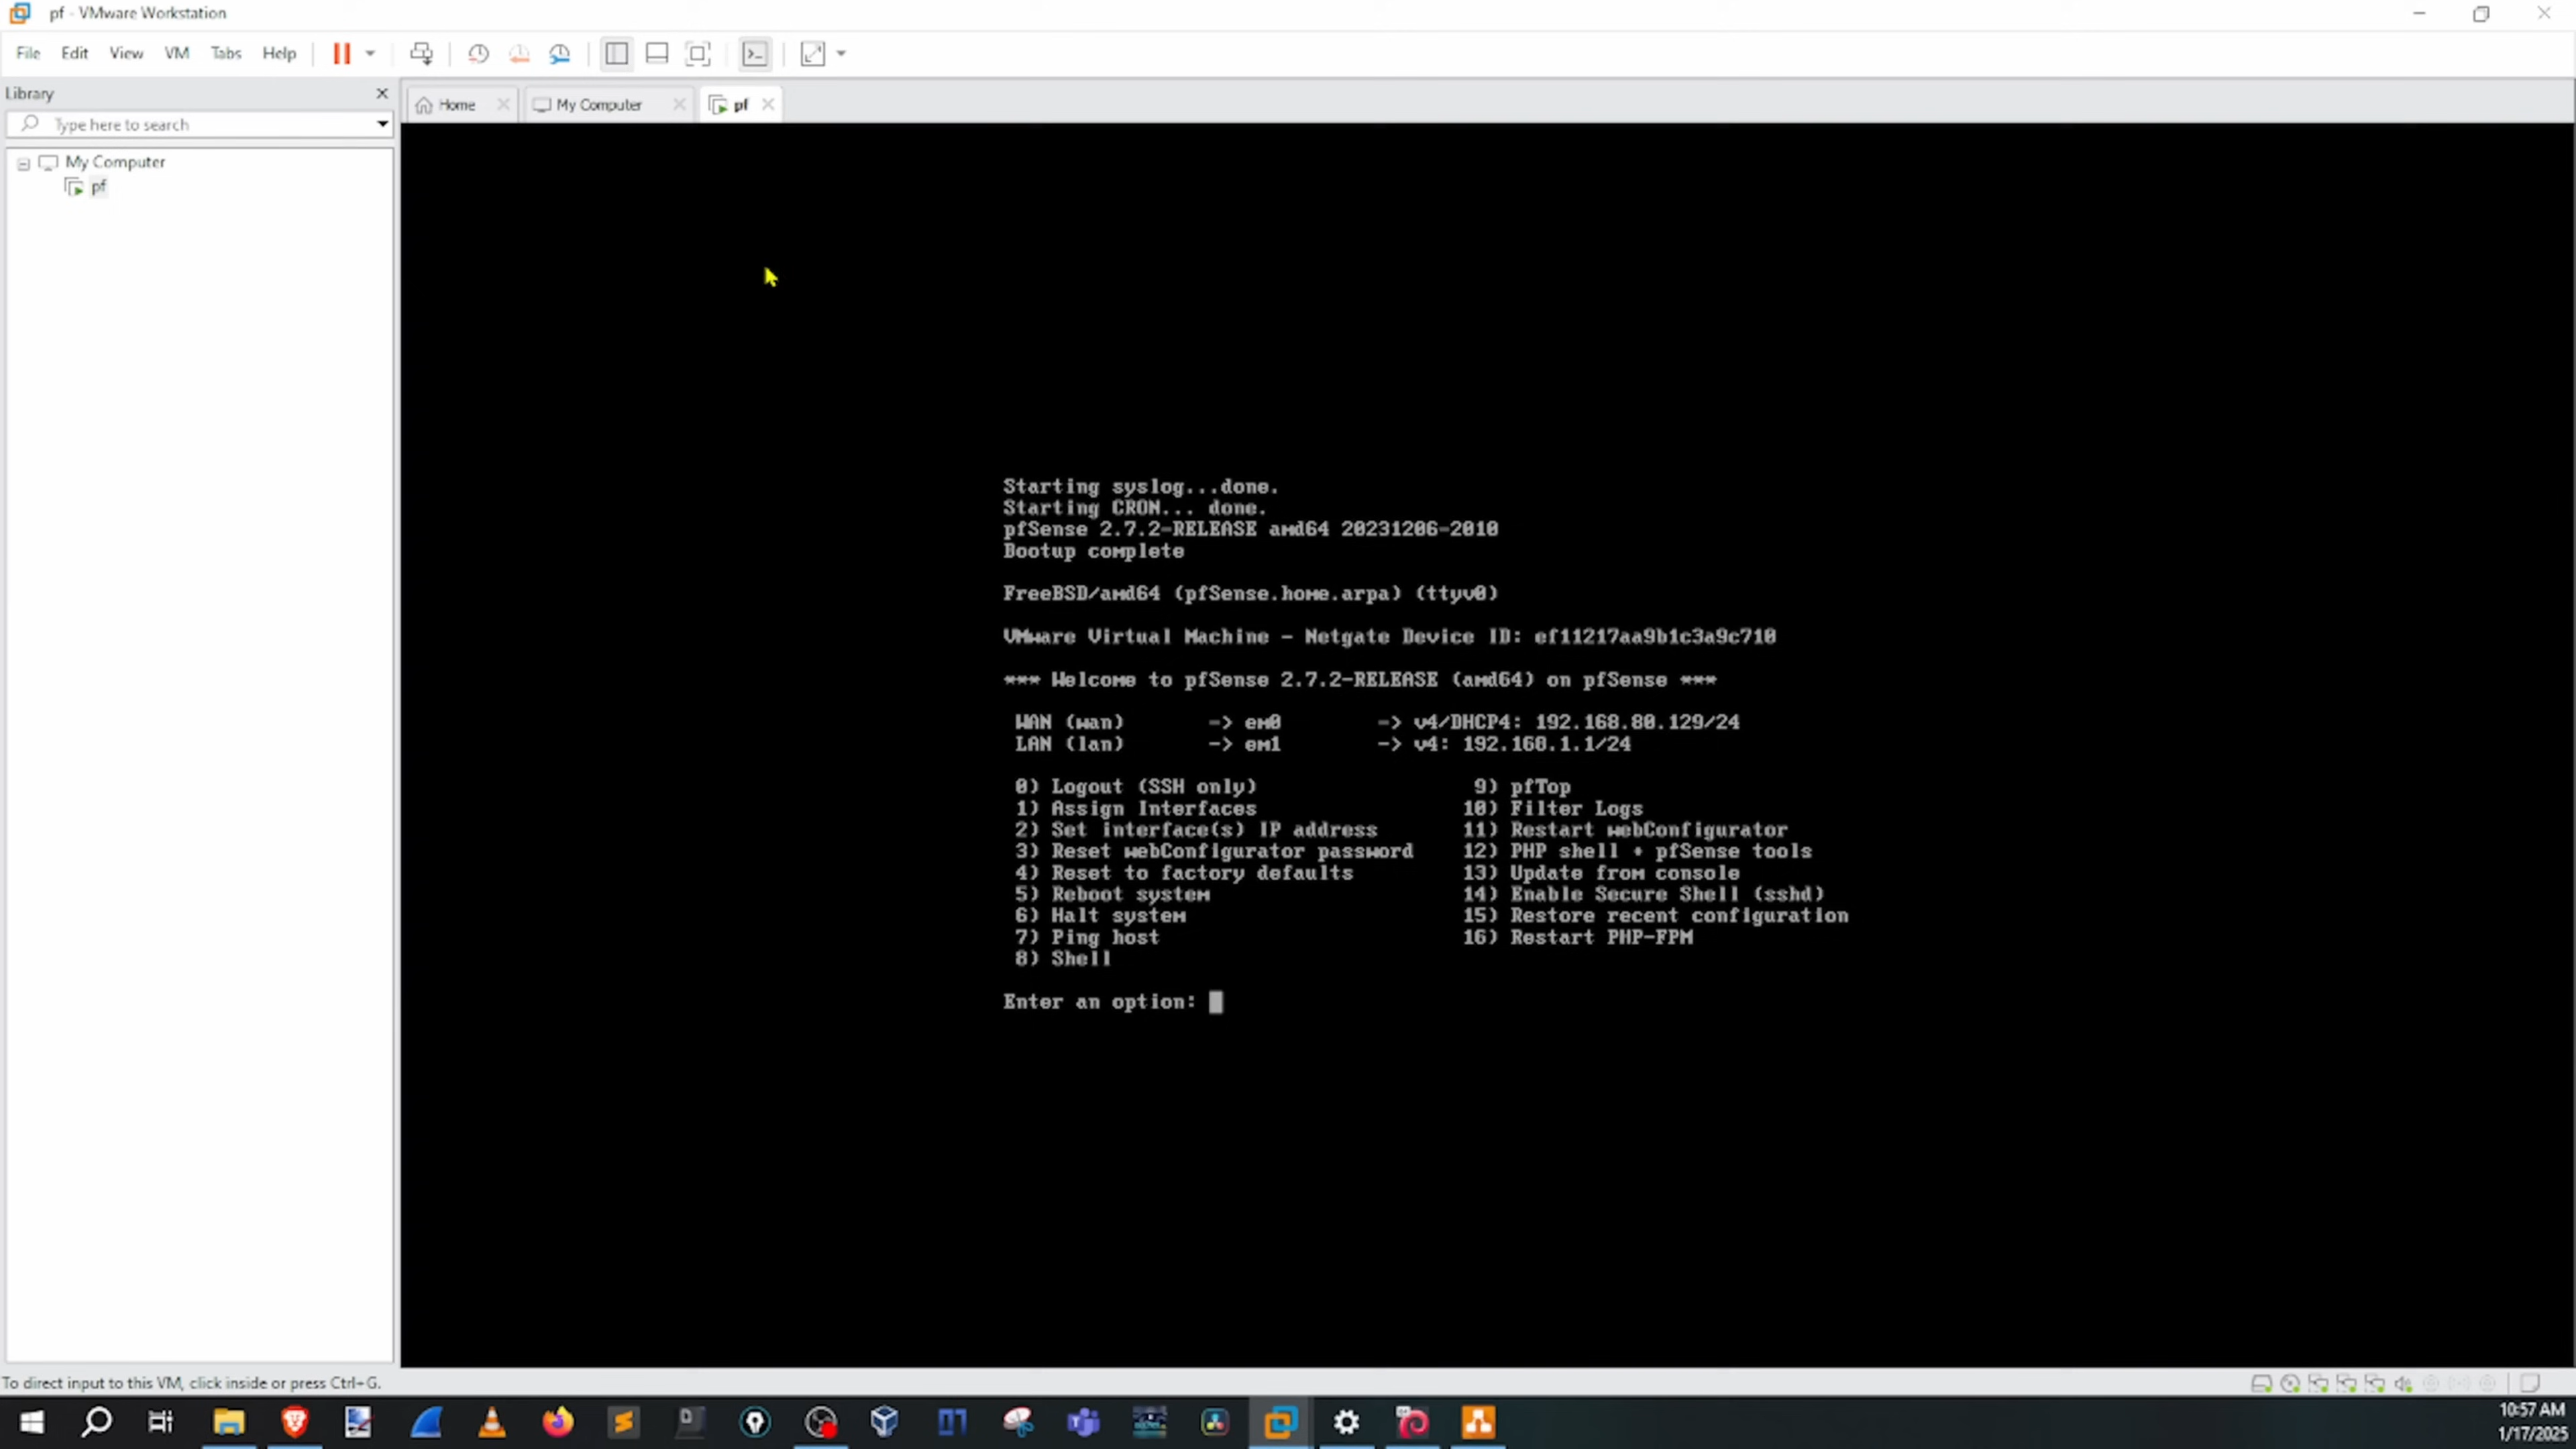 pf - VMware Workstation
File Edit View VM Tabs Help
Library
Home
My Computer
pf
Type here to search
My Computer
pf
Starting syslog...done.
Starting CRON... done.
pfSense 2.7.2-RELEASE amd64 20231206-2010
Bootup complete
FreeBSD/amd64 (pfSense.home.arpa) (ttyv0)
VMware Virtual Machine - Netgate Device ID: ef11217aa9b1c3a9c710
*** Welcome to pfSense 2.7.2-RELEASE (amd64) on pfSense ***
WAN (wan) -> em0 -> v4/DHCP4: 192.168.80.129/24
LAN (lan) -> em1 -> v4: 192.168.1.1/24
0) Logout (SSH only) 9) pfTop
1) Assign Interfaces 10) Filter Logs
2) Set interface(s) IP address 11) Restart webConfigurator
3) Reset webConfigurator password 12) PHP shell + pfSense tools
4) Reset to factory defaults 13) Update from console
5) Reboot system 14) Enable Secure Shell (sshd)
6) Halt system 15) Restore recent configuration
7) Ping host 16) Restart PHP-FPM
8) Shell
Enter an option:
To direct input to this VM, click inside or press Ctrl+G.
10:57 AM
1/17/2025